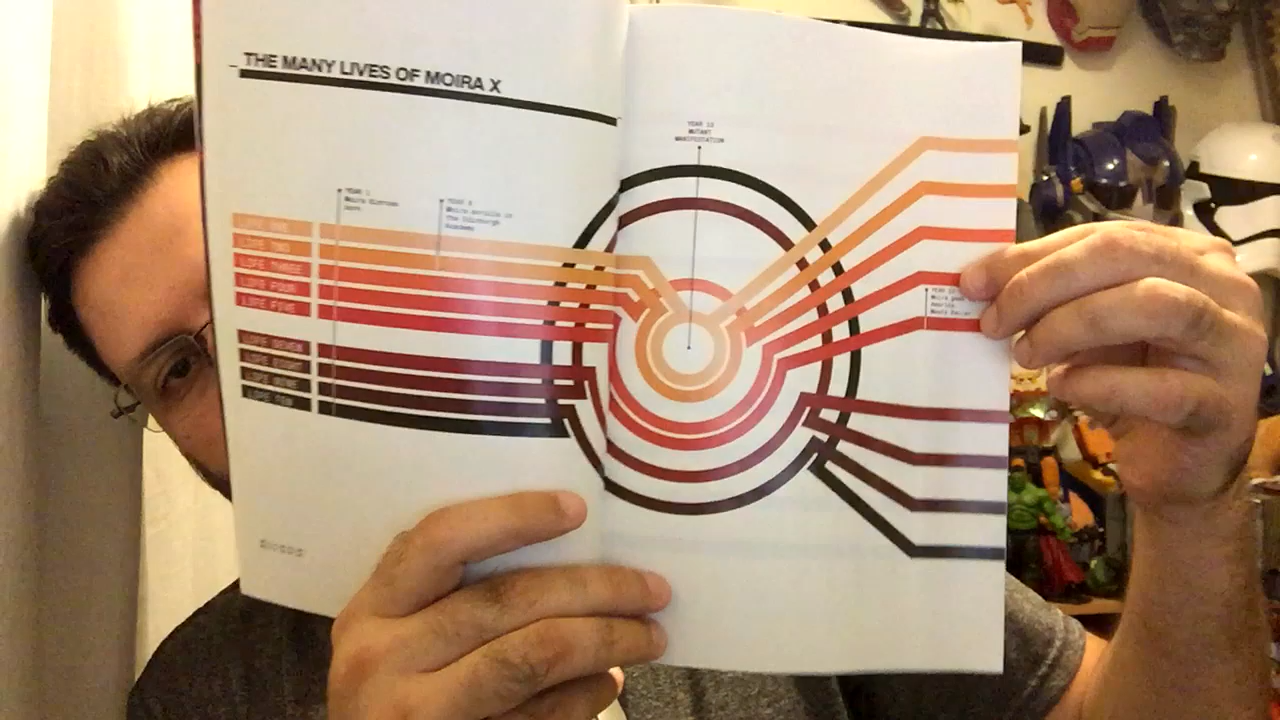 THE MANY LIVES OF MOIRA X
YEAR 13
MUTANT
MANIFESTATION
YEAR 1
Moira Kinross
born
Moira enrolls in
the Edinburgh
Academy
LIFE ONE
LIFE TWO
LIFE THREE
LIFE FOUR
LIFE FIVE
LIFE SEVEN
LIFE EIGHT
LIFE NINE
LIFE TEN
YEAR
Moira